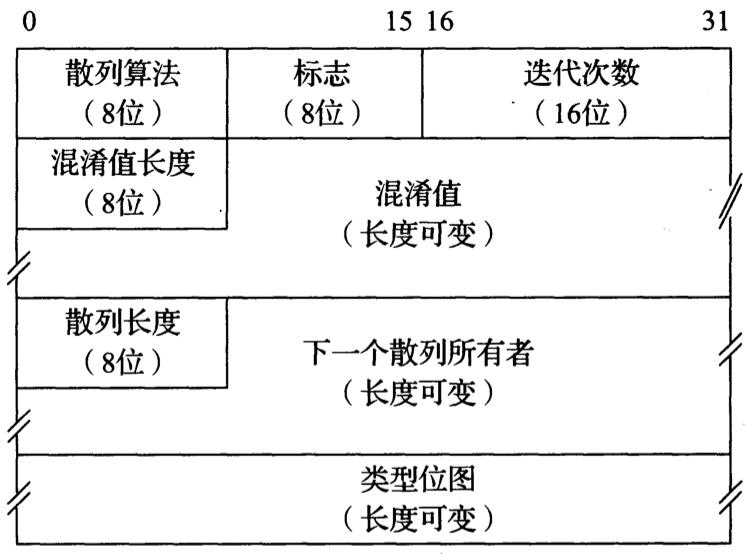 0 15 16 31
散列算法 标志 迭代次数
（8位） （8位） （16位）
混淆值长度
（8位）
混淆值
（长度可变）
散列长度
（8位）
下一个散列所有者
（长度可变）
类型位图
（长度可变）